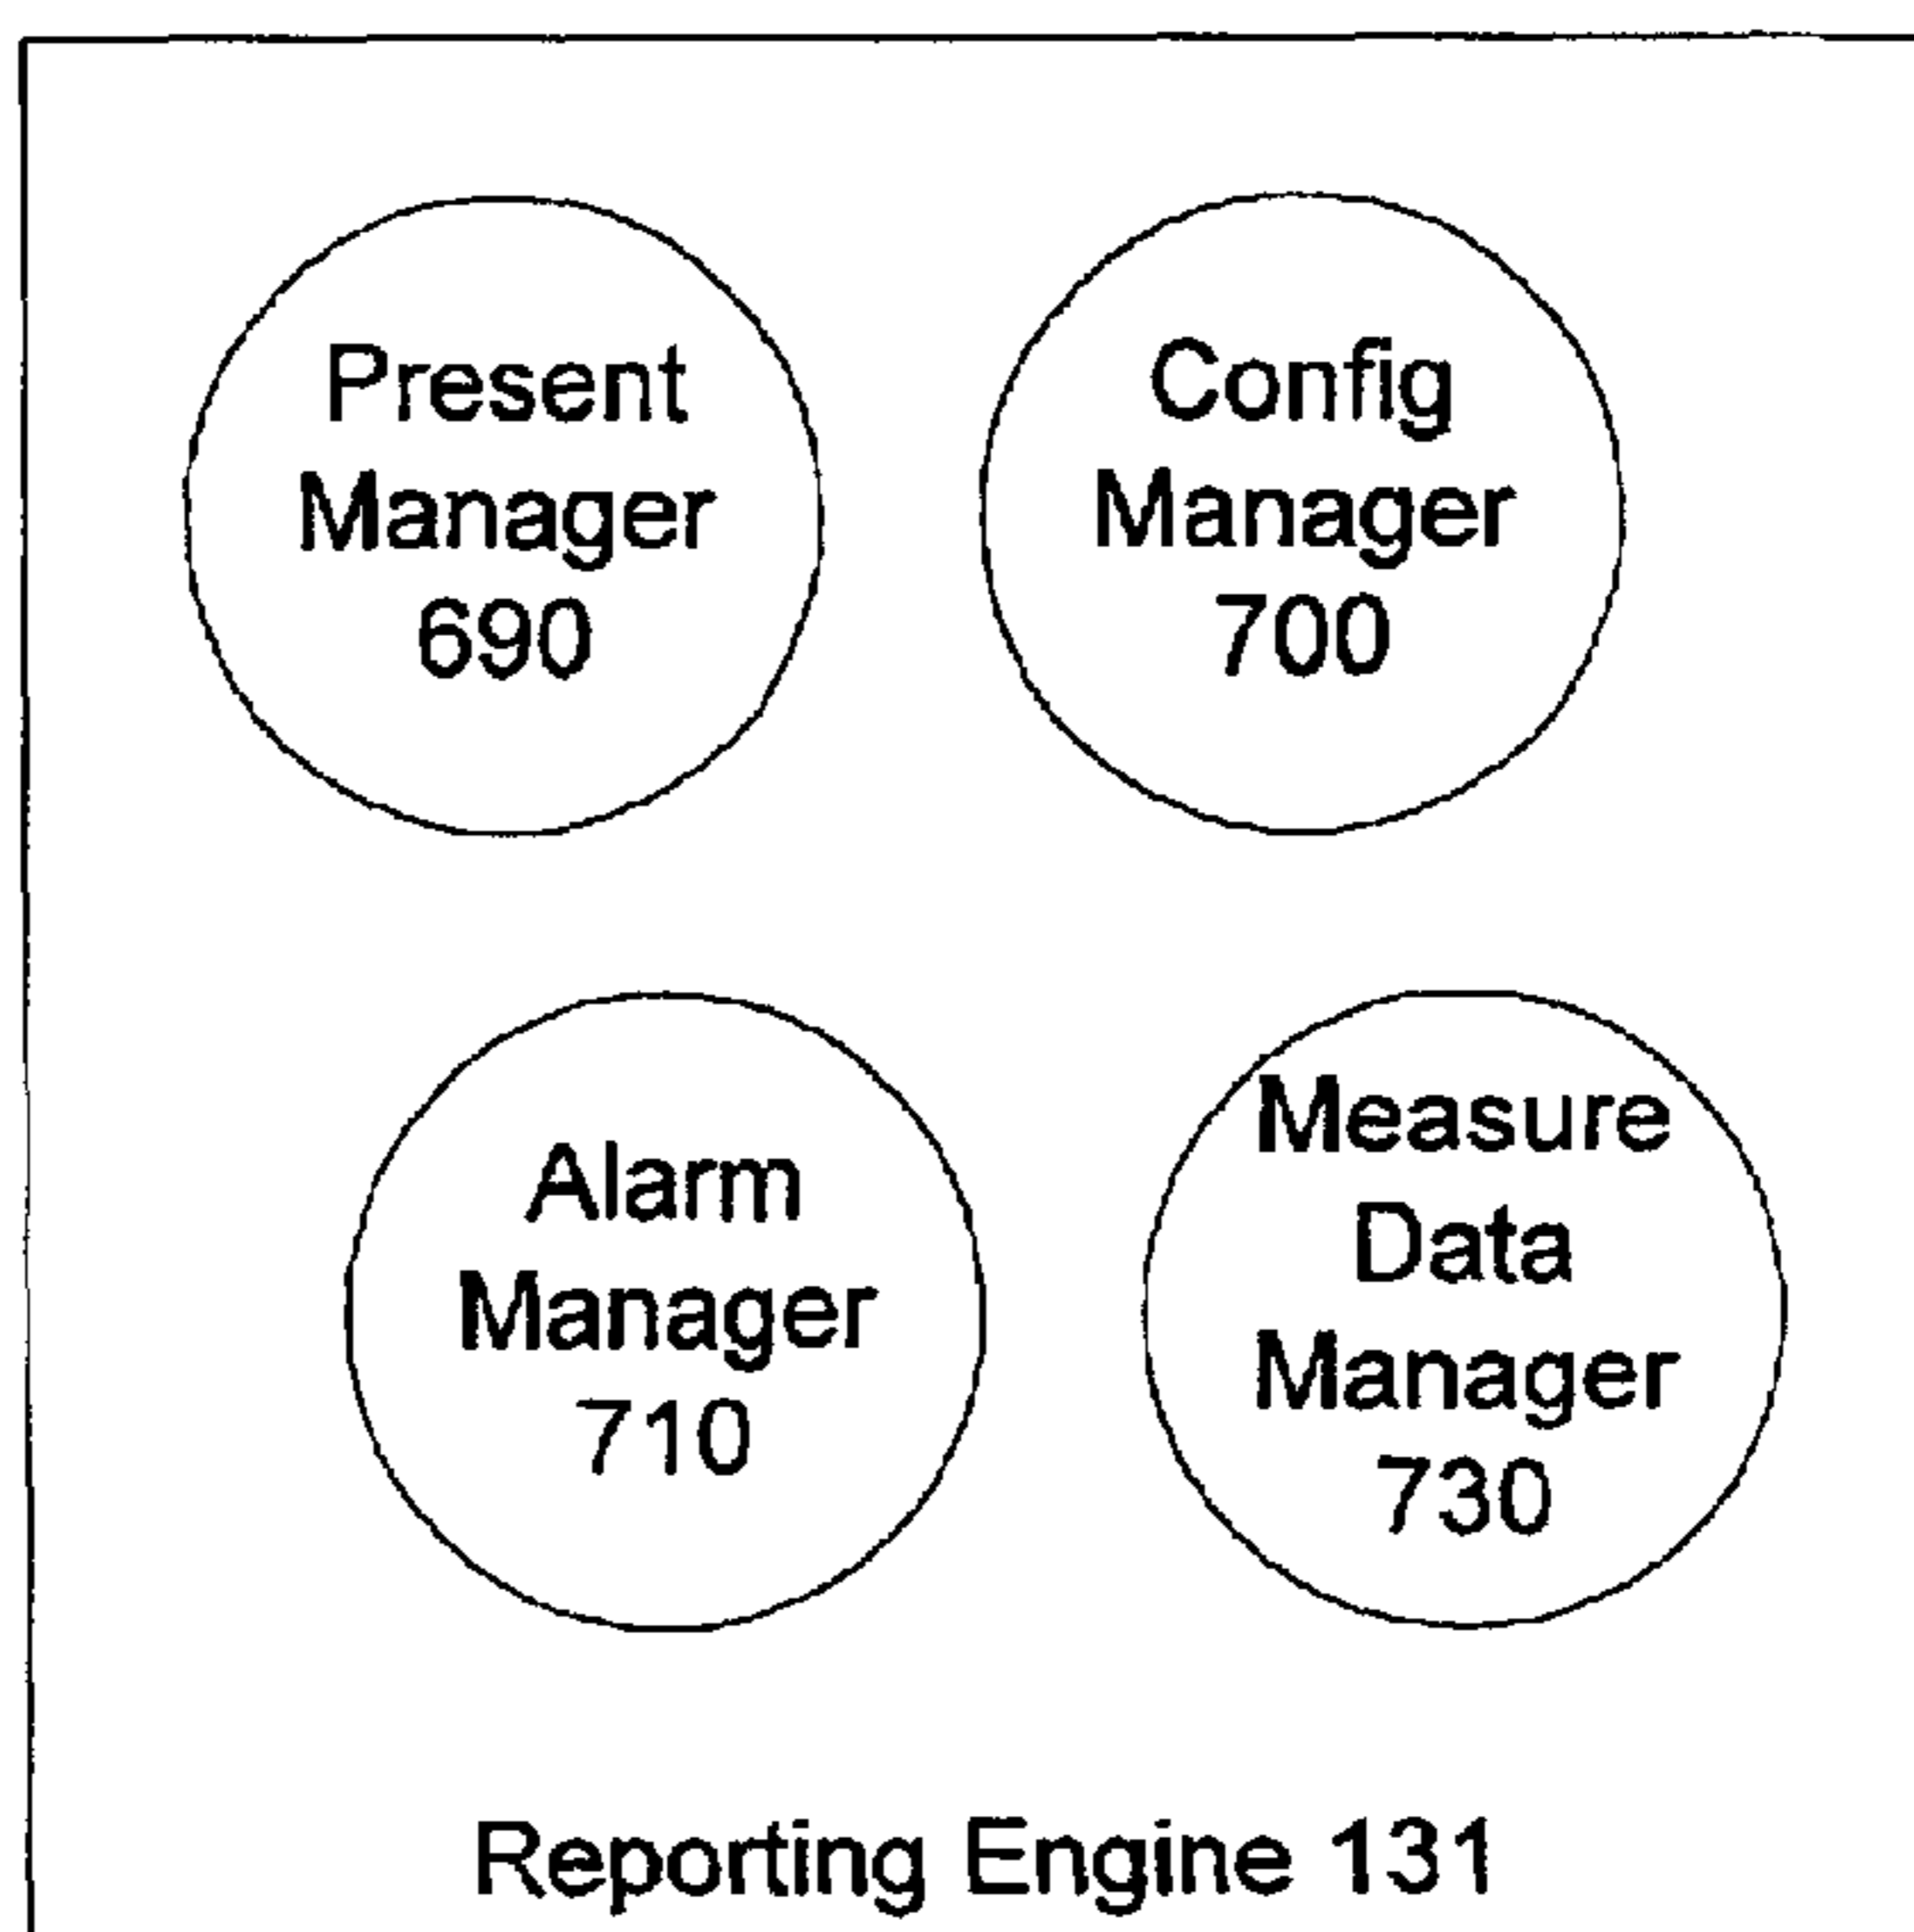 Present
Manager
690
Config
Manager
700
Alarm
Manager
710
Measure
Data
Manager
730
Reporting Engine 131